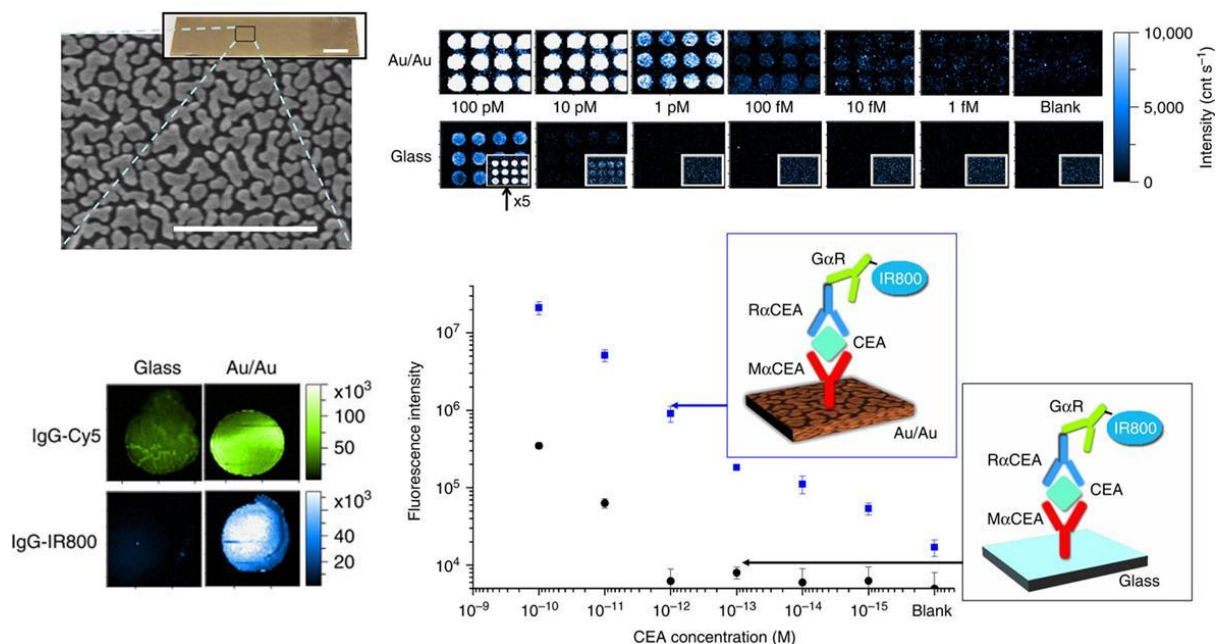 Au/Au
100 pM 10 pM 1 pM 100 fM 10 fM 1 fM Blank
Glass
x5
10,000
5,000
0
Intensity (cnt s⁻¹)
Glass Au/Au
IgG-Cy5
x10³
100
50
IgG-IR800
x10³
40
20
Fluorescence intensity
10⁷
10⁶
10⁵
10⁴
10⁻⁹ 10⁻¹⁰ 10⁻¹¹ 10⁻¹² 10⁻¹³ 10⁻¹⁴ 10⁻¹⁵ Blank
CEA concentration (M)
GαR
IR800
RαCEA
CEA
MαCEA
Au/Au
GαR
IR800
RαCEA
CEA
MαCEA
Glass